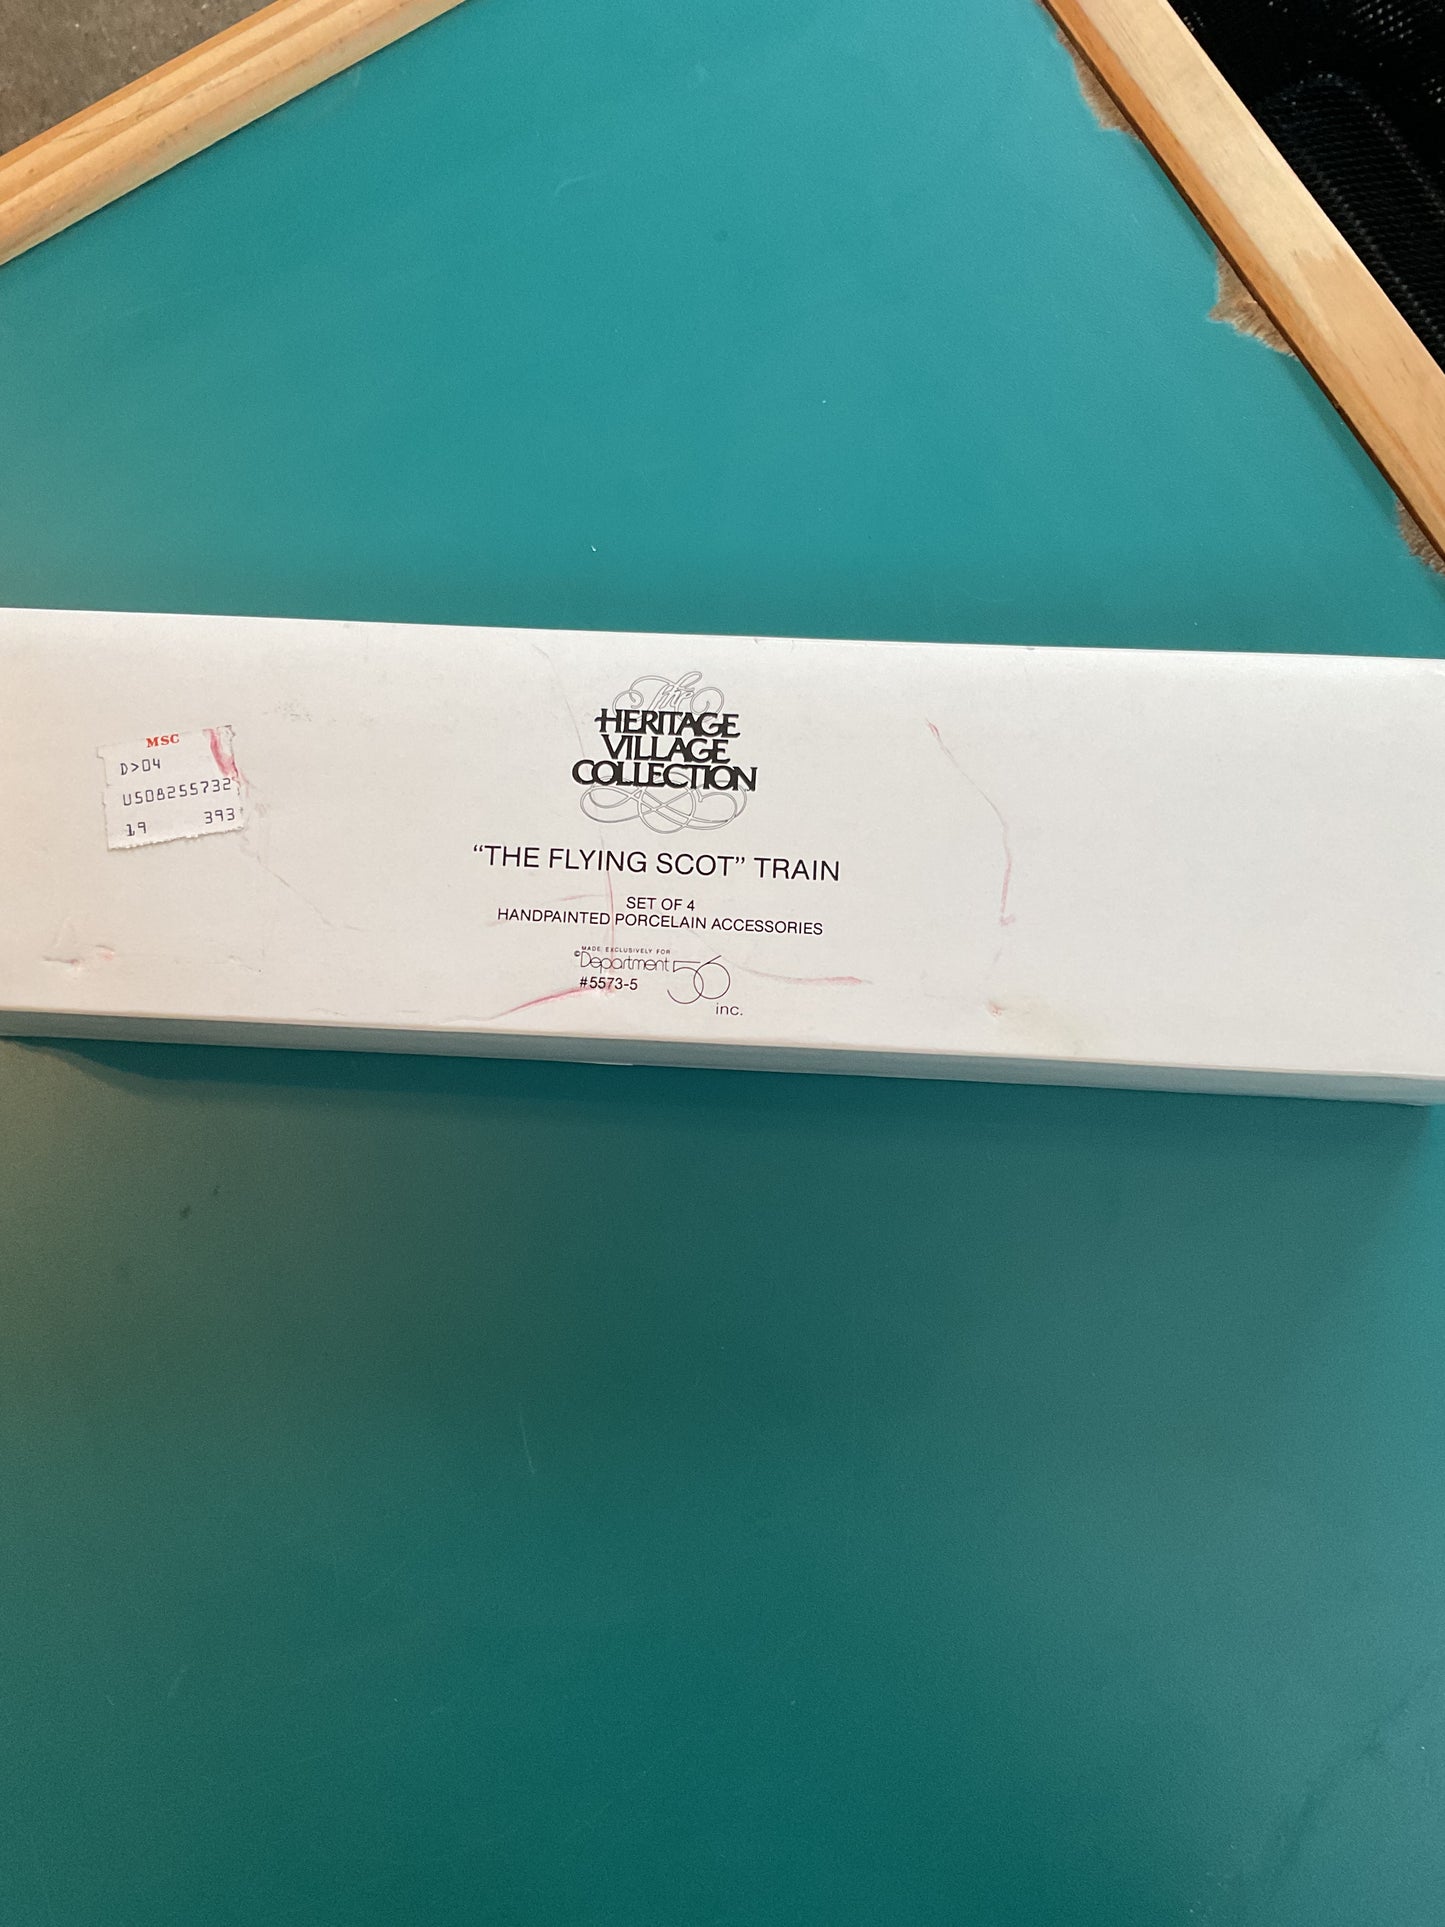 MSC
D>04
USD8255732
19 393
The
HERITAGE
VILLAGE
COLLECTION
“THE FLYING SCOT” TRAIN
SET OF 4
HANDPAINTED PORCELAIN ACCESSORIES
MADE EXCLUSIVELY FOR
©Department 56
#5573-5
inc.